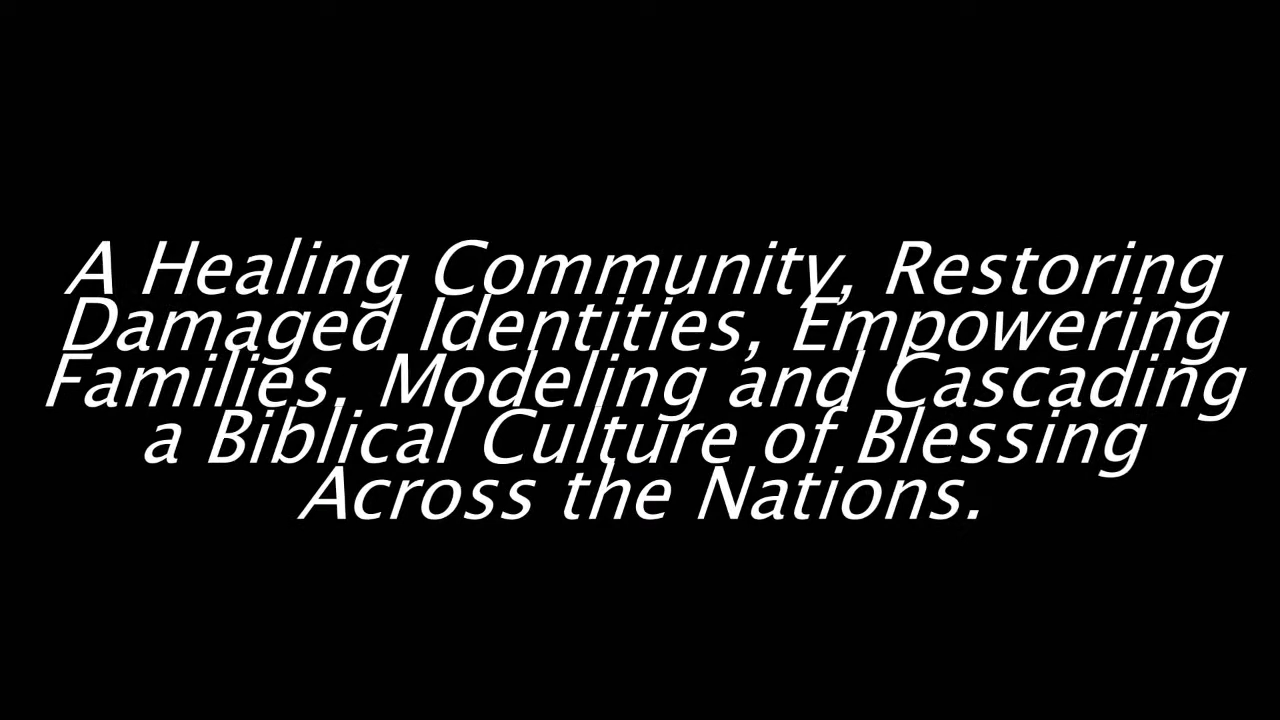 A Healing Community, Restoring
Damaged Identities, Empowering
Families, Modeling and Cascading
a Biblical Culture of Blessing
Across the Nations.